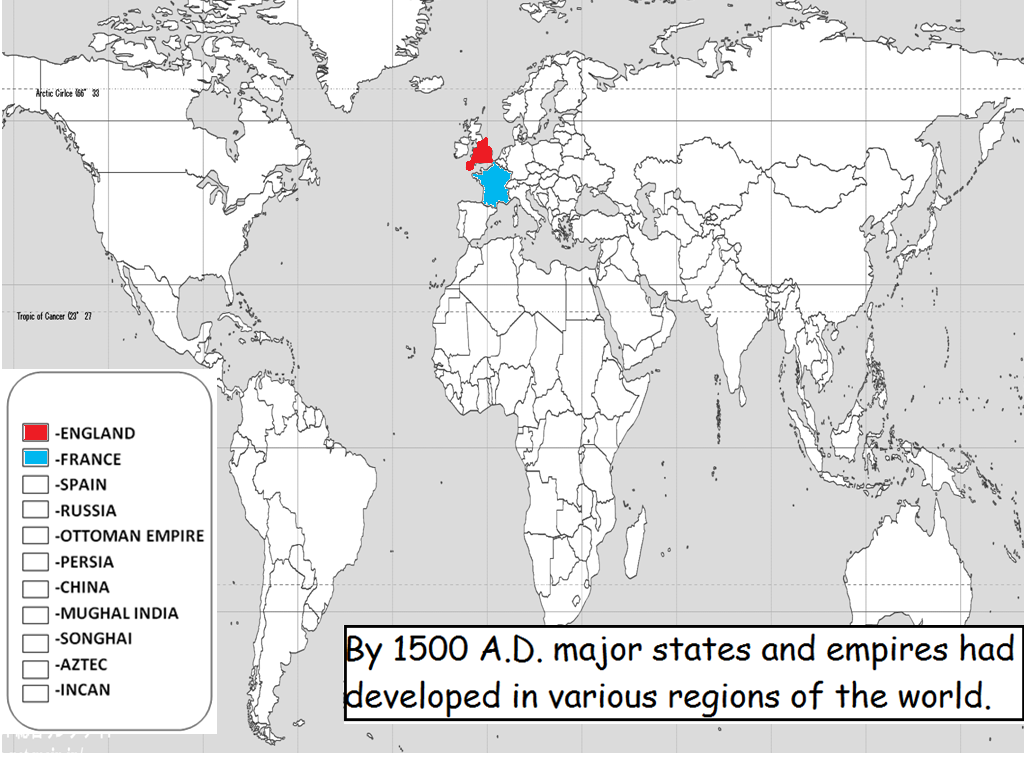 Arctic Cirlce (66° 33
Tropic of Cancer (23° 27
-ENGLAND
-FRANCE
-SPAIN
-RUSSIA
-OTTOMAN EMPIRE
-PERSIA
-CHINA
-MUGHAL INDIA
-SONGHAI
-AZTEC
-INCAN
By 1500 A.D. major states and empires had
developed in various regions of the world.